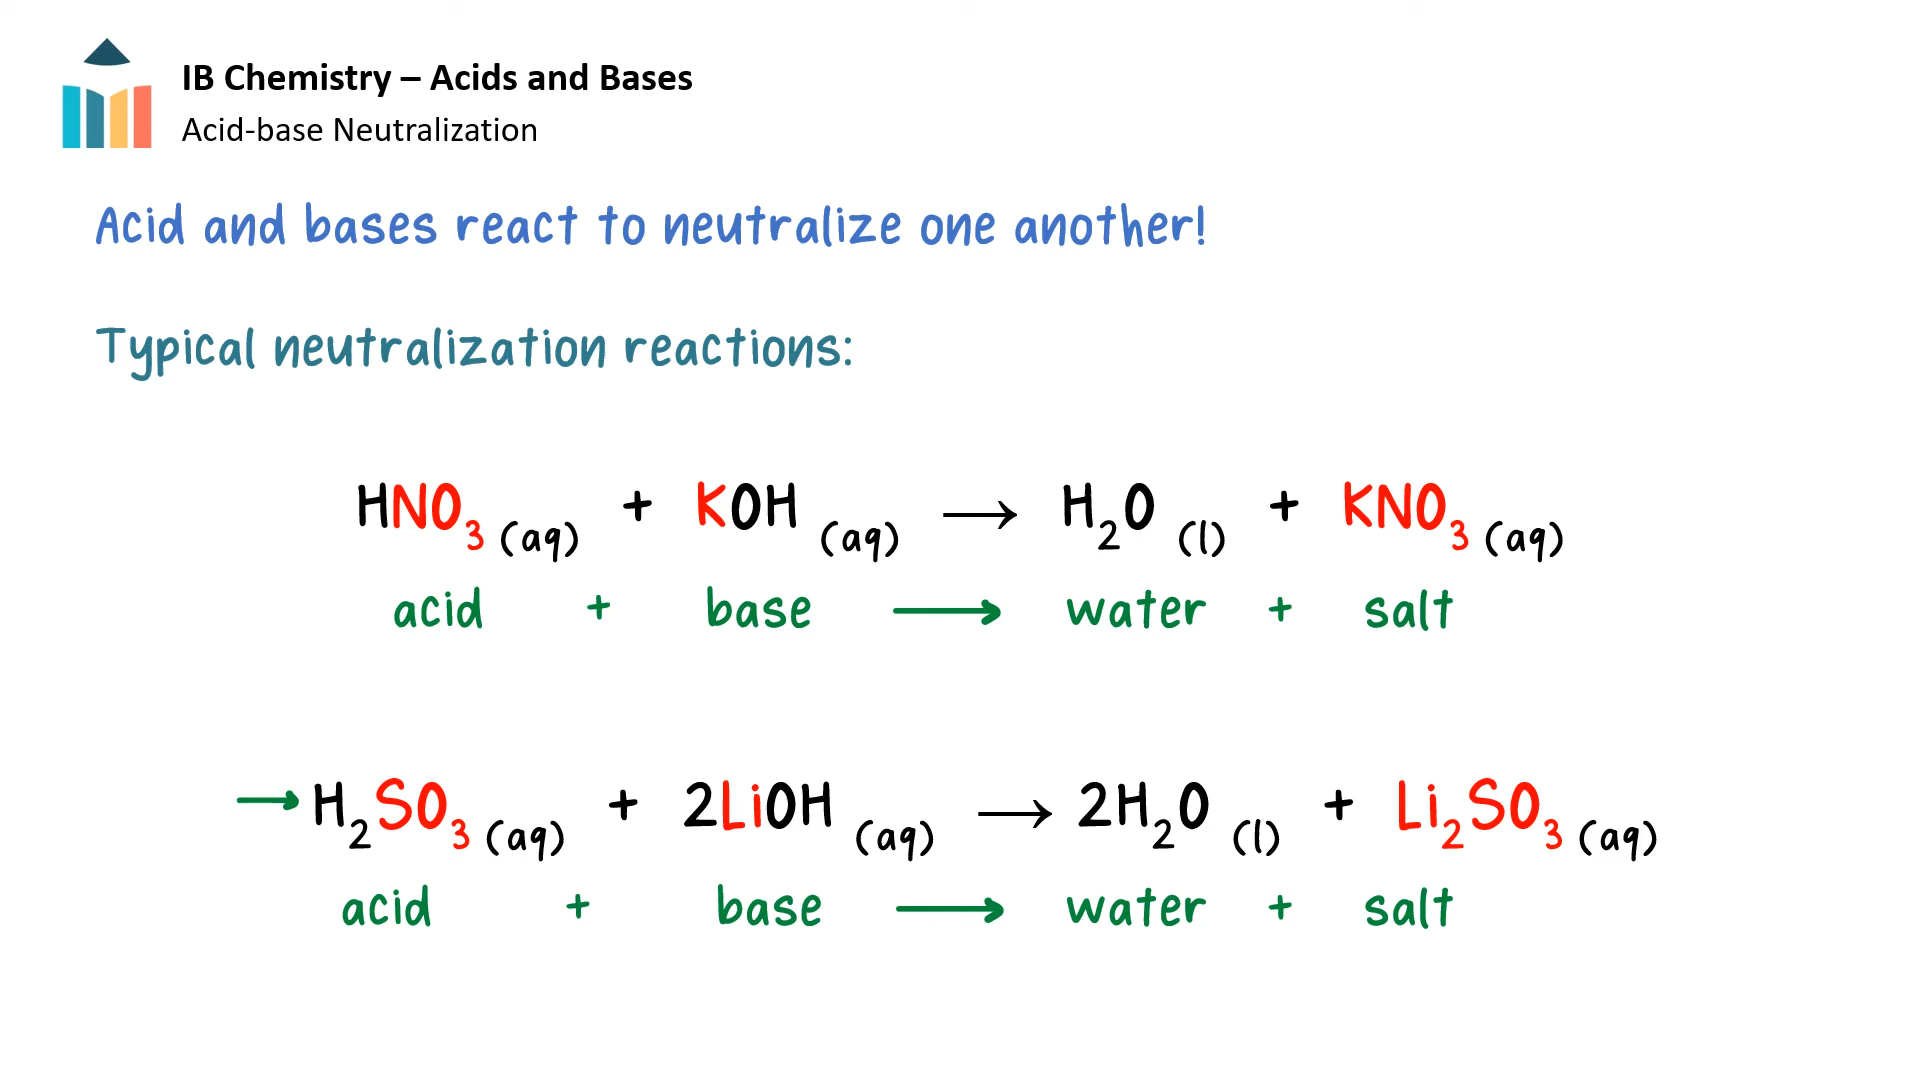 IB Chemistry – Acids and Bases
Acid-base Neutralization
Acid and bases react to neutralize one another!
Typical neutralization reactions:
HNO₃ (aq) + KOH (aq) → H₂O (l) + KNO₃ (aq)
acid + base → water + salt
→ H₂SO₃ (aq) + 2LiOH (aq) → 2H₂O (l) + Li₂SO₃ (aq)
acid + base → water + salt